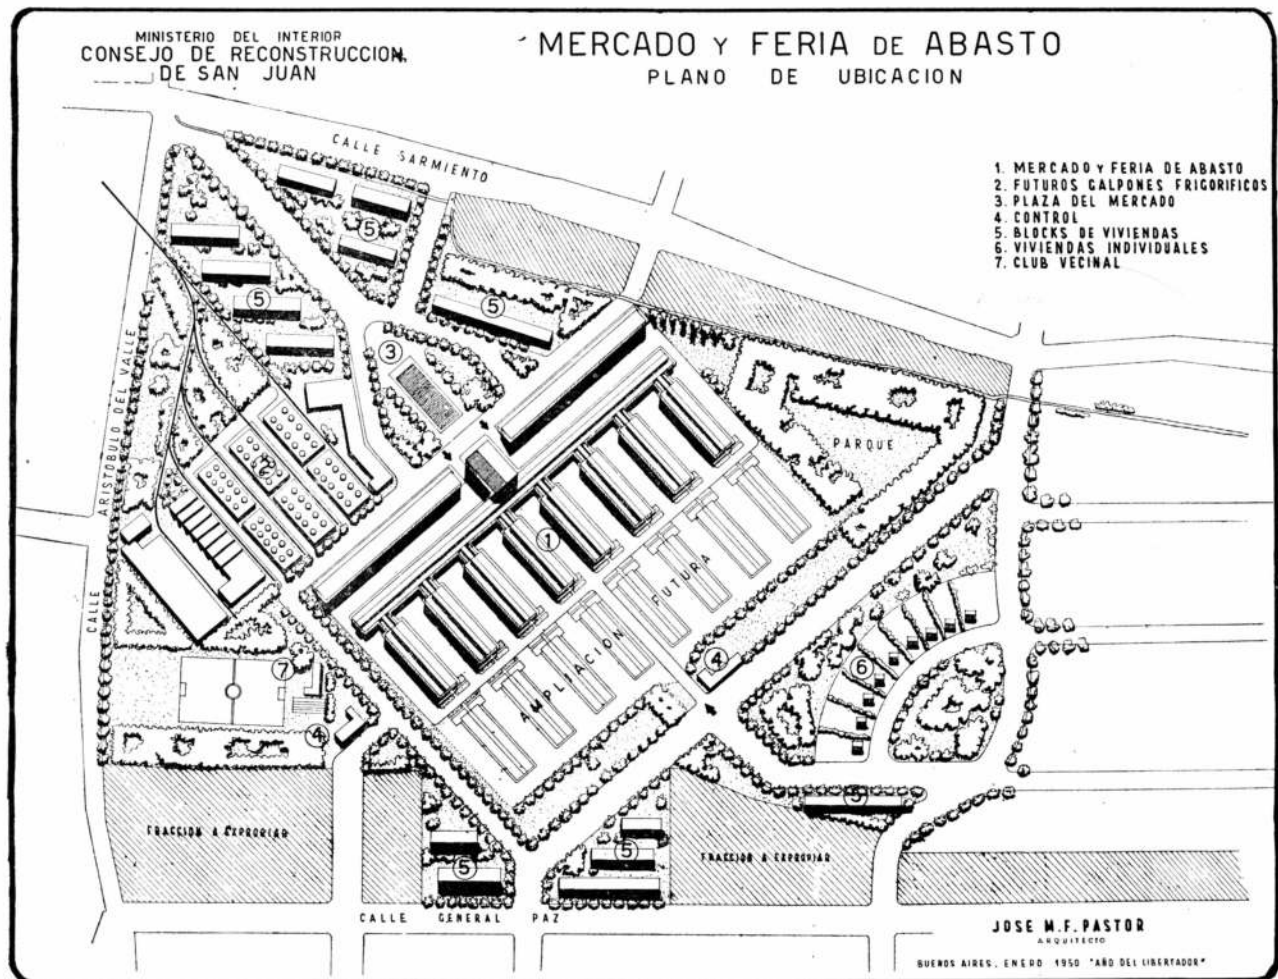 MINISTERIO DEL INTERIOR
CONSEJO DE RECONSTRUCCION
DE SAN JUAN
MERCADO Y FERIA DE ABASTO
PLANO DE UBICACION
1. MERCADO Y FERIA DE ABASTO
2. FUTUROS GALPONES FRIGORIFICOS
3. PLAZA DEL MERCADO
4. CONTROL
5. BLOCKS DE VIVIENDAS
6. VIVIENDAS INDIVIDUALES
7. CLUB VECINAL
CALLE SARMIENTO
5
5
5
3
CALLE ARISTOBULO DEL VALLE
2
PARQUE
1
AMPLIACION FUTURA
7
4
4
6
5
FRACCION A EXPROPIAR
5
5
FRACCION A EXPROPIAR
CALLE GENERAL PAZ
JOSE M.F. PASTOR
ARQUITECTO
BUENOS AIRES, ENERO 1950 "AÑO DEL LIBERTADOR"